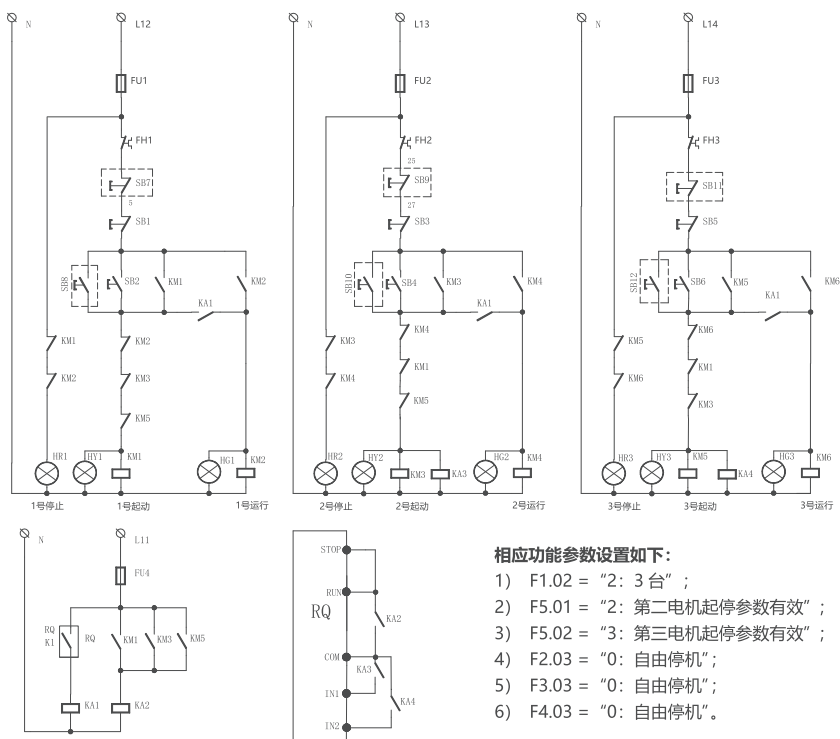 N L12 N L13 N L14
FU1 FU2 FU3
FH1 FH2 FH3
25
SB7 SB9 SB11
5 27
SB1 SB3 SB5
SB8 SB2 KM1 KM2 SB10 SB4 KM3 KM4 SB12 SB6 KM5 KM6
KA1 KA1 KA1
KM1 KM2 KM3 KM4 KM5 KM6
KM2 KM3 KM4 KM1 KM6 KM1
KM5 KM5 KM3
HR1 HY1 KM1 HG1 KM2 HR2 HY2 KM3 KA3 HG2 KM4 HR3 HY3 KM5 KA4 HG3 KM6
1号停止 1号起动 1号运行 2号停止 2号起动 2号运行 3号停止 3号起动 3号运行
N L11
FU4
RQ
K1 RQ KM1 KM3 KM5
KA1 KA2
STOP
RUN
RQ
KA2
COM
KA3
IN1
KA4
IN2
相应功能参数设置如下：
1） F1.02 = “2：3 台”；
2） F5.01 = “2：第二电机起停参数有效”；
3） F5.02 = “3：第三电机起停参数有效”；
4） F2.03 = “0：自由停机”；
5） F3.03 = “0：自由停机”；
6） F4.03 = “0：自由停机”。